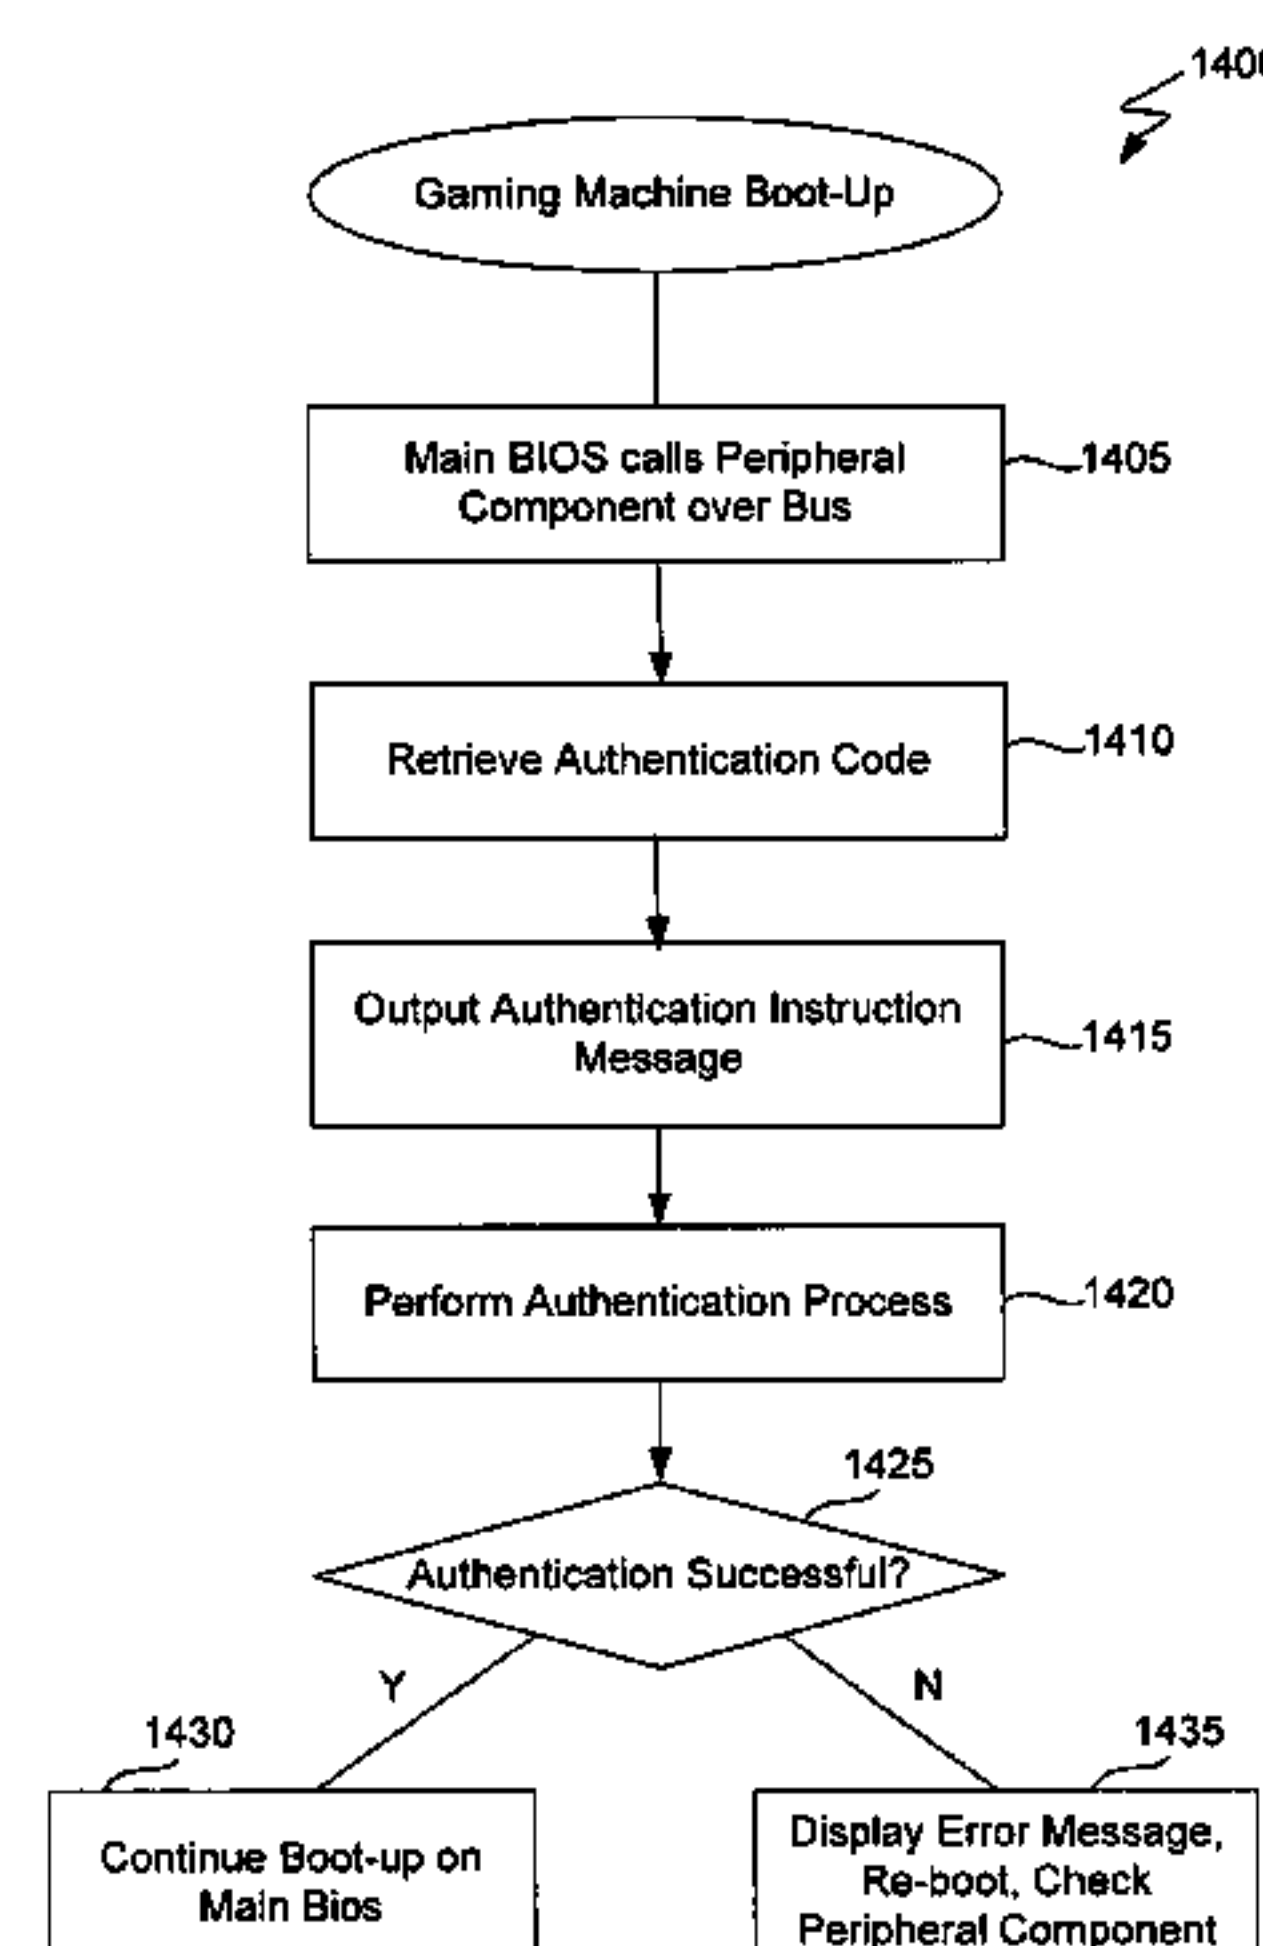 1400
Gaming Machine Boot-Up
Main BIOS calls Peripheral
Component over Bus
1405
Retrieve Authentication Code
1410
Output Authentication Instruction
Message
1415
Perform Authentication Process
1420
1425
Authentication Successful?
Y
N
1430
1435
Continue Boot-up on
Main Bios
Display Error Message,
Re-boot, Check
Peripheral Component